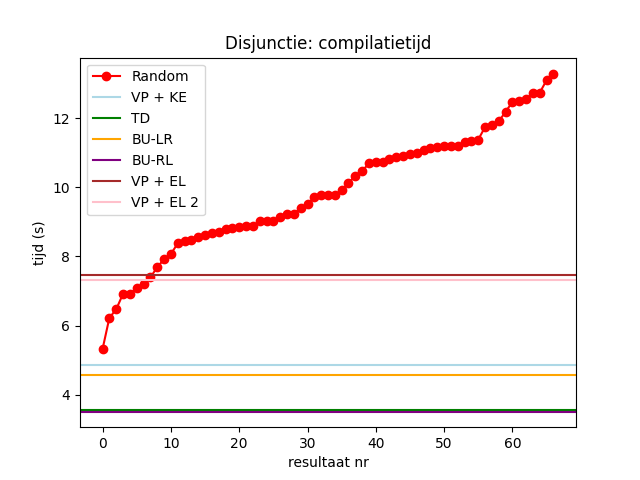 Disjunctie: compilatietijd
Random
VP + KE
TD
BU-LR
BU-RL
VP + EL
VP + EL 2
tijd (s)
12
10
8
6
4
0 10 20 30 40 50 60
resultaat nr